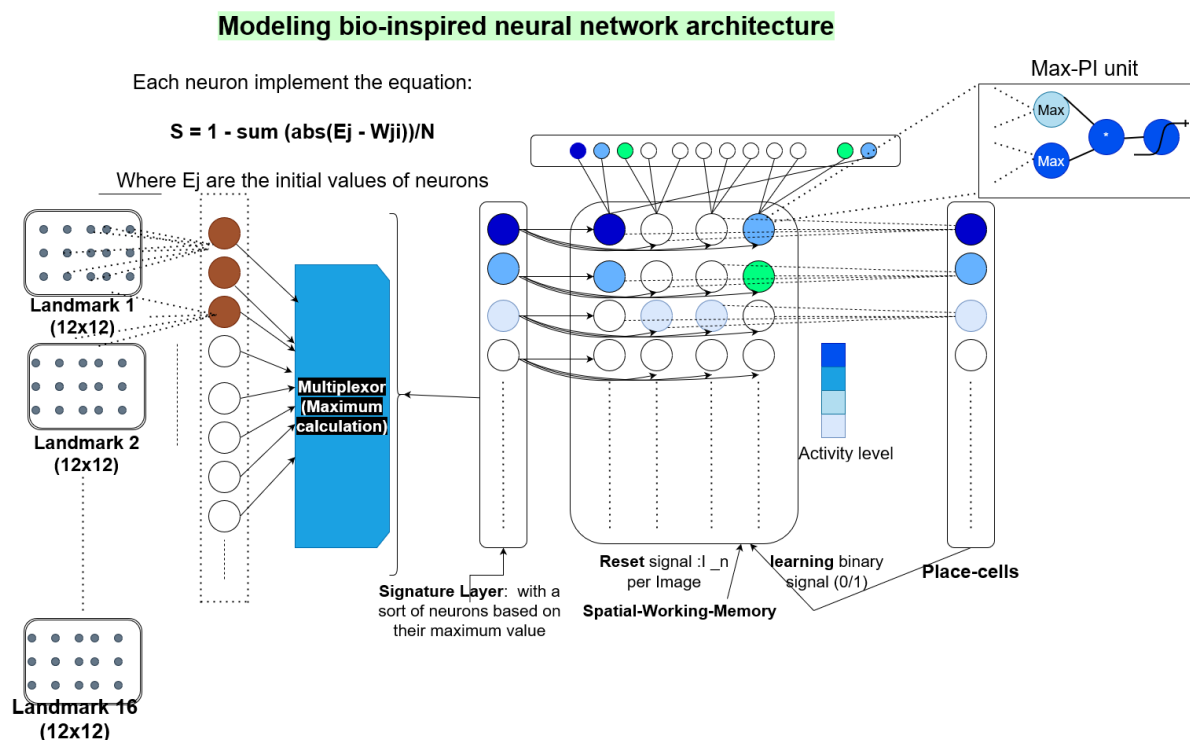 Modeling bio-inspired neural network architecture
Each neuron implement the equation:
S = 1 - sum (abs(Ej - Wji))/N
Where Ej are the initial values of neurons
Max-PI unit
Max
*
Max
Landmark 1
(12x12)
Landmark 2
(12x12)
Landmark 16
(12x12)
Multiplexor
(Maximum
calculation)
Signature Layer: with a
sort of neurons based on
their maximum value
Reset signal :I _n
per Image
learning binary
signal (0/1)
Spatial-Working-Memory
Activity level
Place-cells